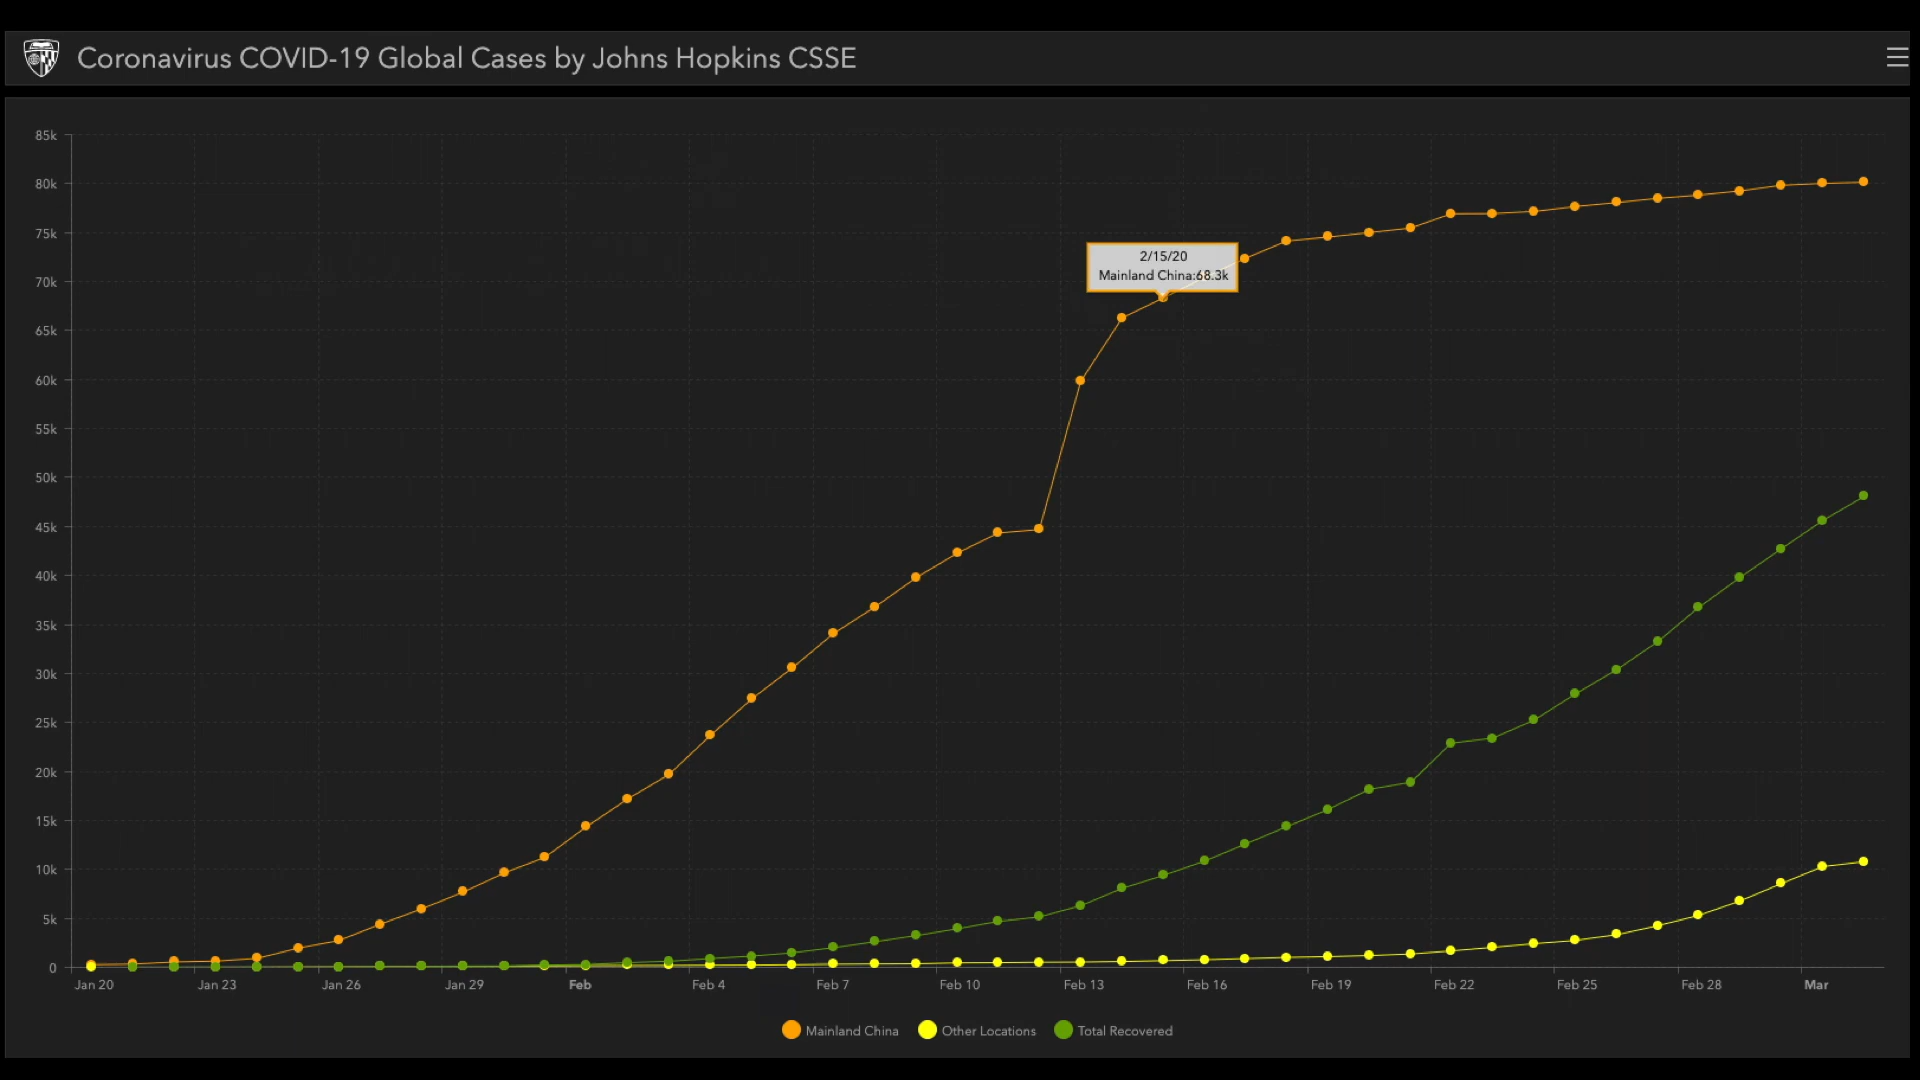 Coronavirus COVID-19 Global Cases by Johns Hopkins CSSE
85k
80k
75k
70k
65k
60k
55k
50k
45k
40k
35k
30k
25k
20k
15k
10k
5k
0
2/15/20
Mainland China:68.3k
Jan 20 Jan 23 Jan 26 Jan 29 Feb Feb 4 Feb 7 Feb 10 Feb 13 Feb 16 Feb 19 Feb 22 Feb 25 Feb 28 Mar
Mainland China Other Locations Total Recovered